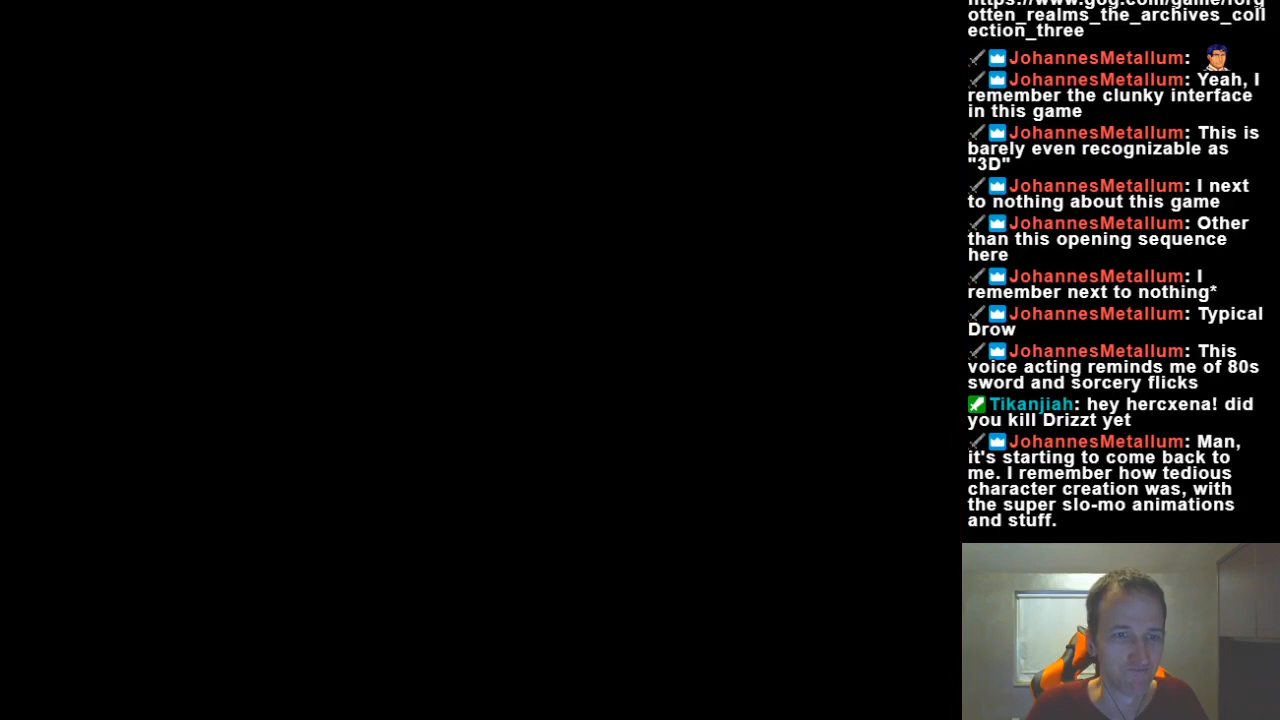 https://www.gog.com/game/forg
otten_realms_the_archives_coll
ection_three
JohannesMetallum:
JohannesMetallum: Yeah, I
remember the clunky interface
in this game
JohannesMetallum: This is
barely even recognizable as
"3D"
JohannesMetallum: I next
to nothing about this game
JohannesMetallum: Other
than this opening sequence
here
JohannesMetallum: I
remember next to nothing*
JohannesMetallum: Typical
Drow
JohannesMetallum: This
voice acting reminds me of 80s
sword and sorcery flicks
Tikanjiah: hey hercxena! did
you kill Drizzt yet
JohannesMetallum: Man,
it's starting to come back to
me. I remember how tedious
character creation was, with
the super slo-mo animations
and stuff.